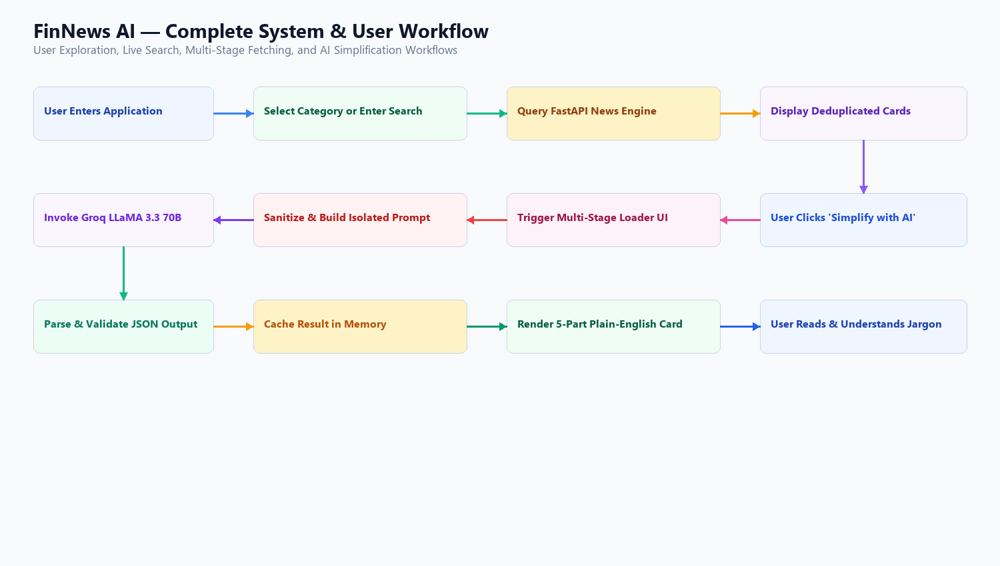 FinNews AI — Complete System & User Workflow
User Exploration, Live Search, Multi-Stage Fetching, and AI Simplification Workflows
User Enters Application
Select Category or Enter Search
Query FastAPI News Engine
Display Deduplicated Cards
User Clicks 'Simplify with AI'
Trigger Multi-Stage Loader UI
Sanitize & Build Isolated Prompt
Invoke Groq LLaMA 3.3 70B
Parse & Validate JSON Output
Cache Result in Memory
Render 5-Part Plain-English Card
User Reads & Understands Jargon